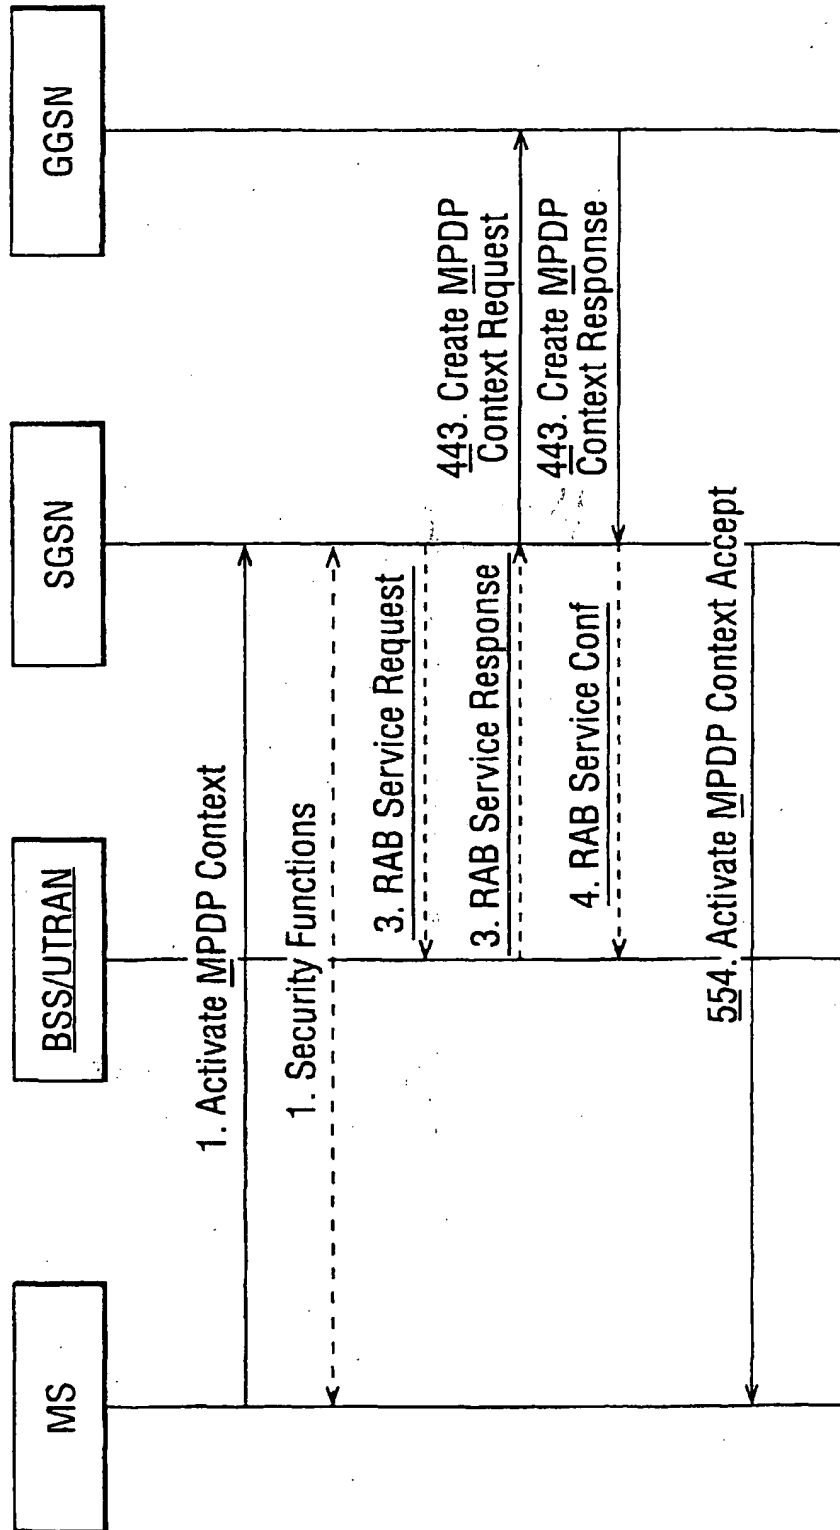 MS
BSS/UTRAN
SGSN
GGSN
1. Activate MPDP Context
1. Security Functions
3. RAB Service Request
3. RAB Service Response
443. Create MPDP
Context Request
4. RAB Service Conf
443. Create MPDP
Context Response
554. Activate MPDP Context Accept